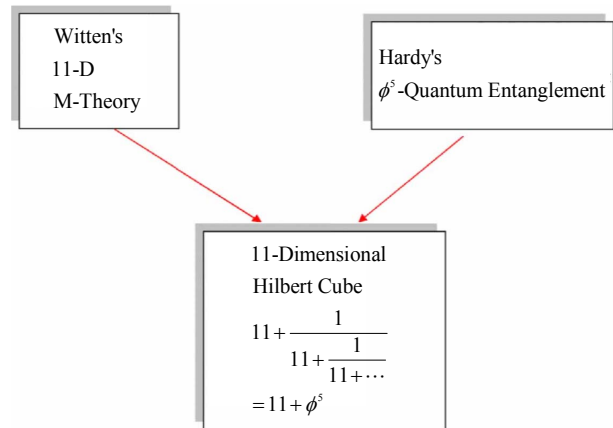 Witten's
11-D
M-Theory
Hardy's
ϕ⁵-Quantum Entanglement
11-Dimensional
Hilbert Cube
11 + 1
11 + 1
11 + ⋯
= 11 + ϕ⁵